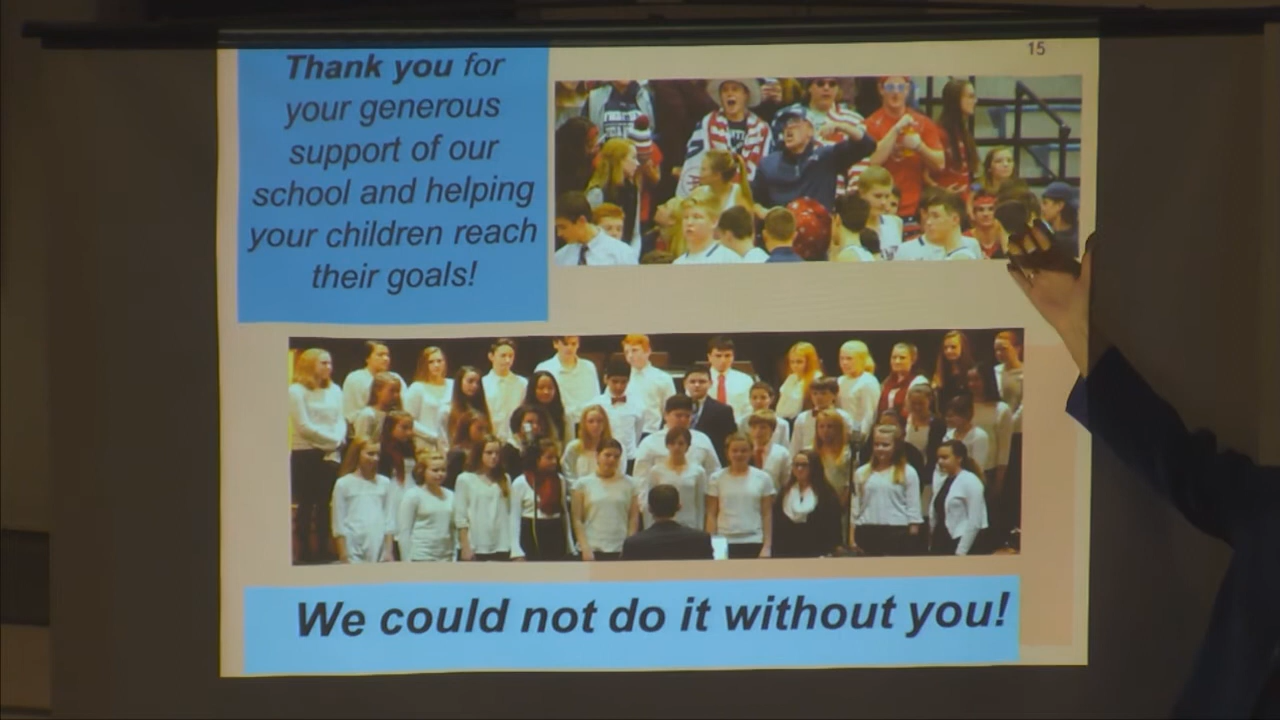 15
Thank you for
your generous
support of our
school and helping
your children reach
their goals!
We could not do it without you!